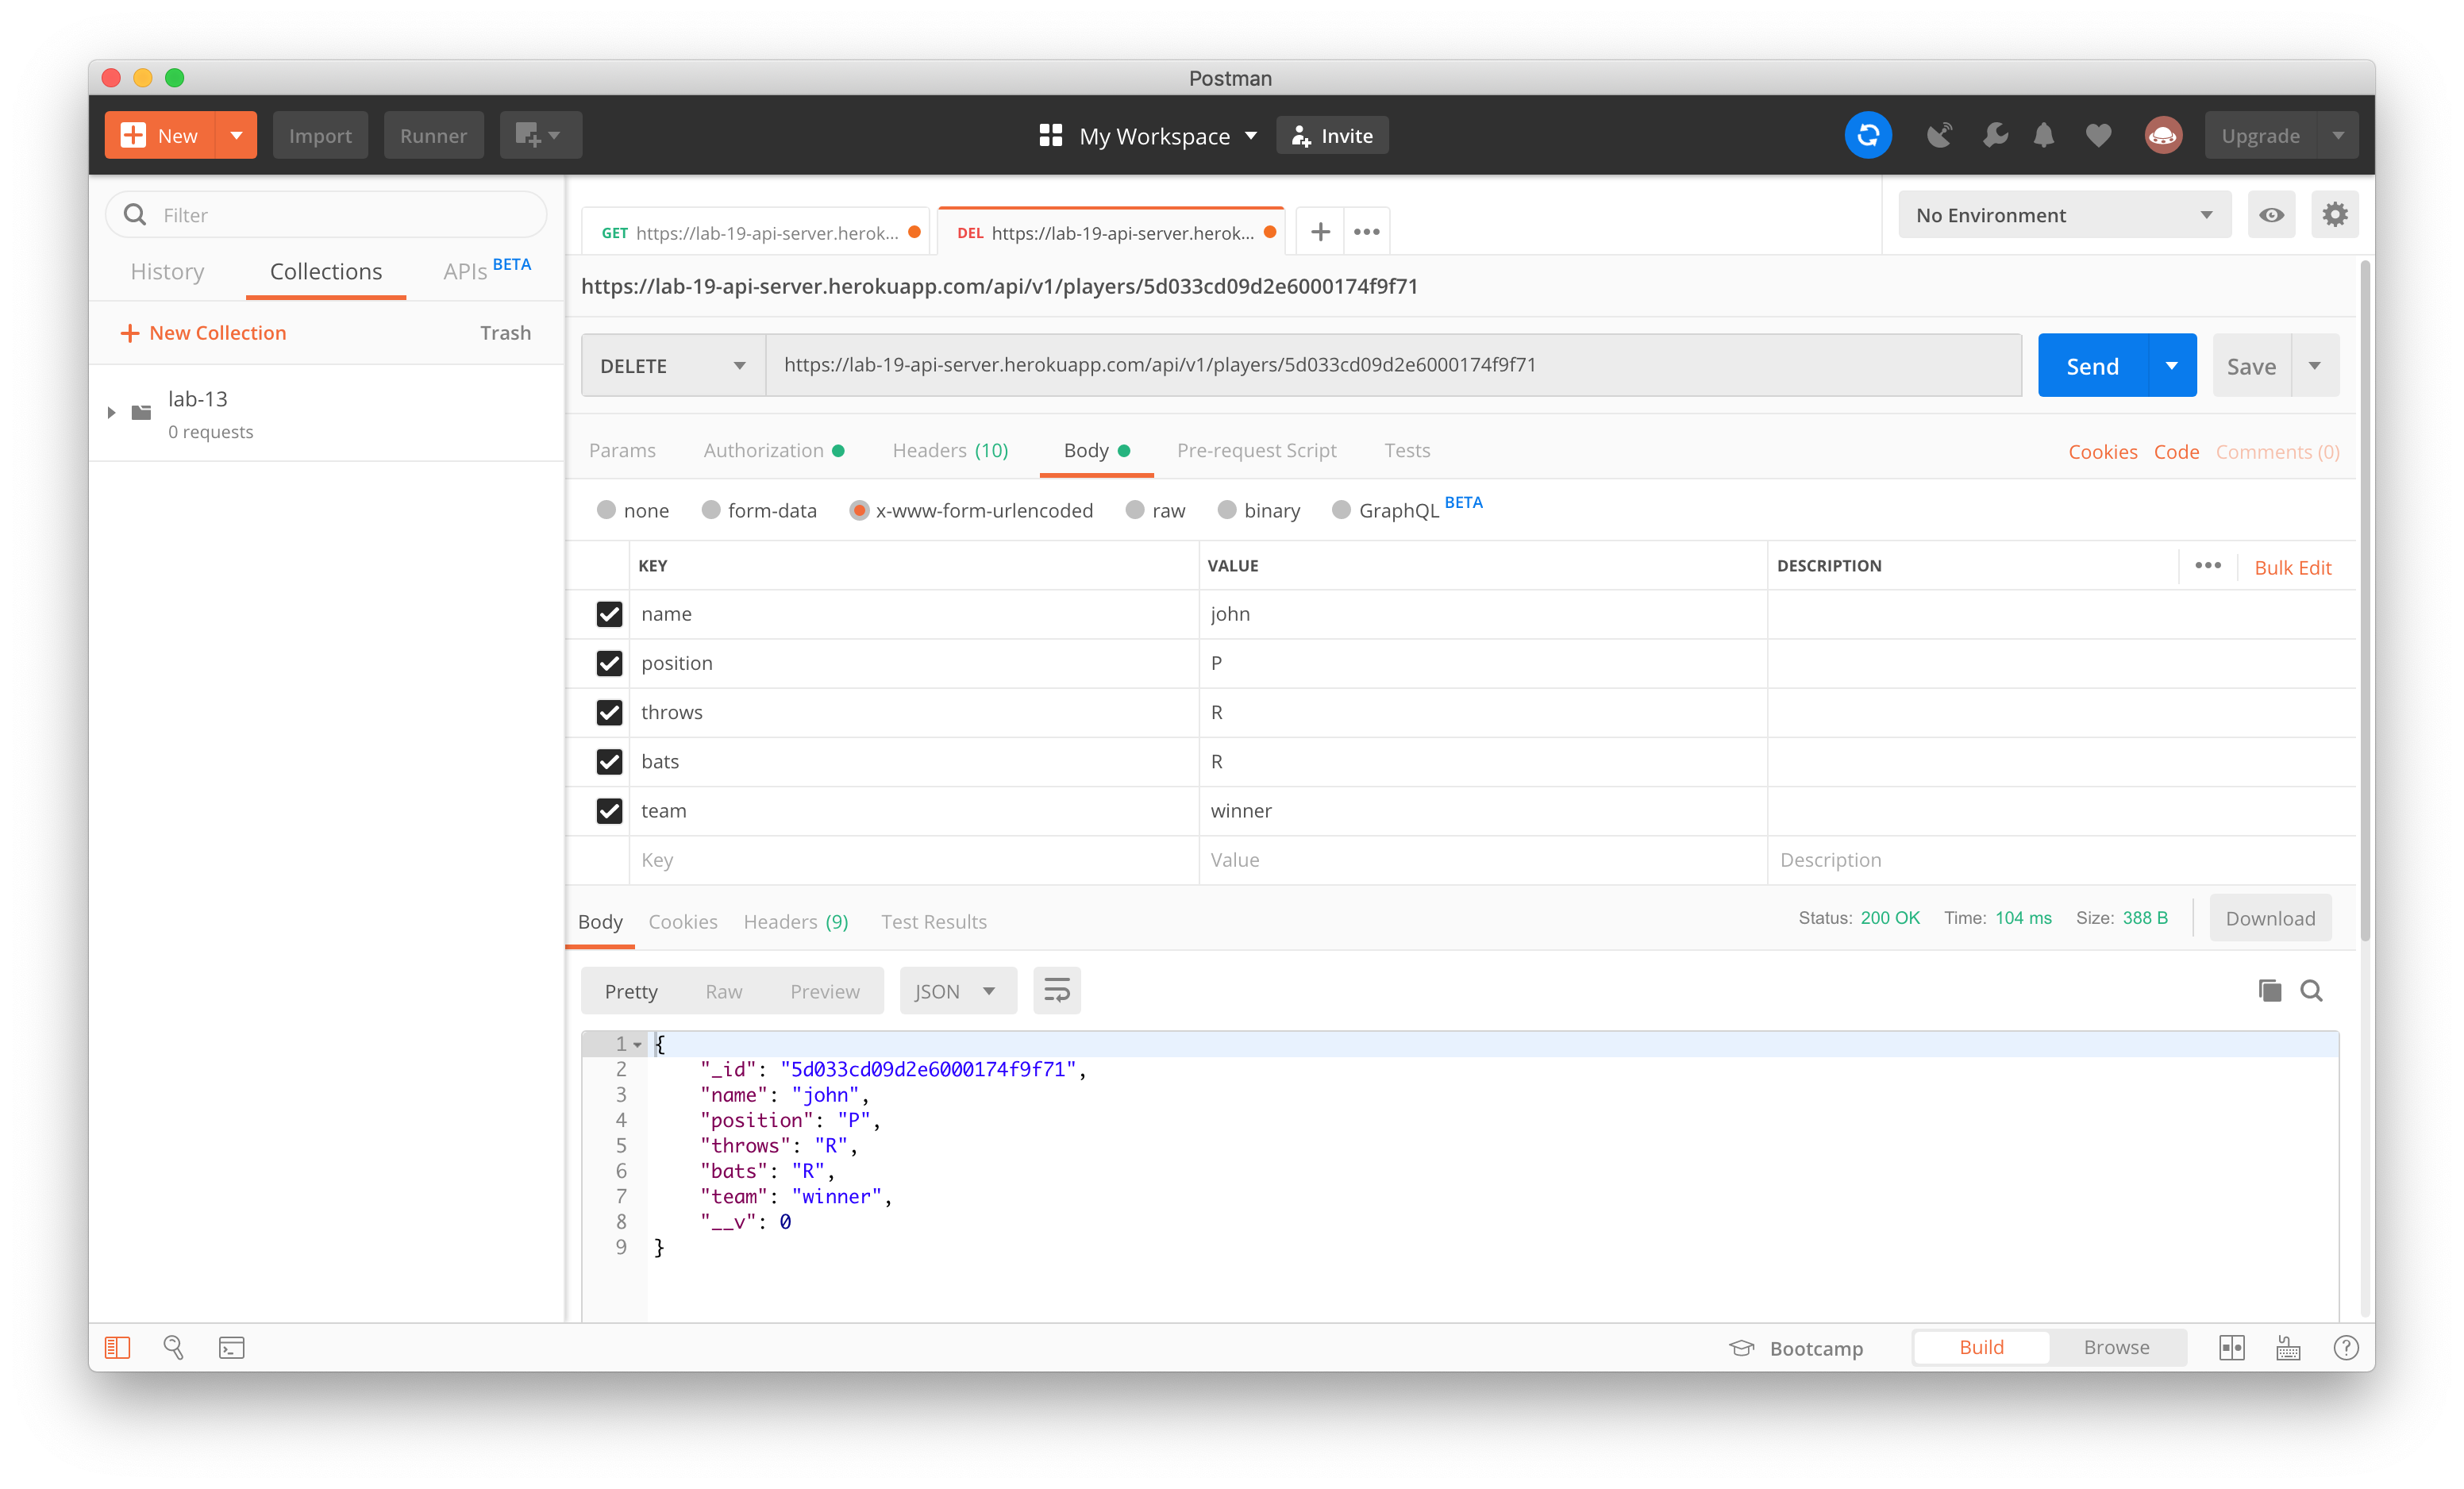 Postman
New
Import
Runner
My Workspace
Invite
Upgrade
Filter
History
Collections
APIs BETA
New Collection
Trash
lab-13
0 requests
GET https://lab-19-api-server.herok...
DEL https://lab-19-api-server.herok...
No Environment
https://lab-19-api-server.herokuapp.com/api/v1/players/5d033cd09d2e6000174f9f71
DELETE https://lab-19-api-server.herokuapp.com/api/v1/players/5d033cd09d2e6000174f9f71 Send Save
Params Authorization Headers (10) Body Pre-request Script Tests Cookies Code Comments (0)
none form-data x-www-form-urlencoded raw binary GraphQL BETA
KEY VALUE DESCRIPTION Bulk Edit
name john
position P
throws R
bats R
team winner
Key Value Description
Body Cookies Headers (9) Test Results Status: 200 OK Time: 104 ms Size: 388 B Download
Pretty Raw Preview JSON
1 {
2 "_id": "5d033cd09d2e6000174f9f71",
3 "name": "john",
4 "position": "P",
5 "throws": "R",
6 "bats": "R",
7 "team": "winner",
8 "__v": 0
9 }
Bootcamp Build Browse